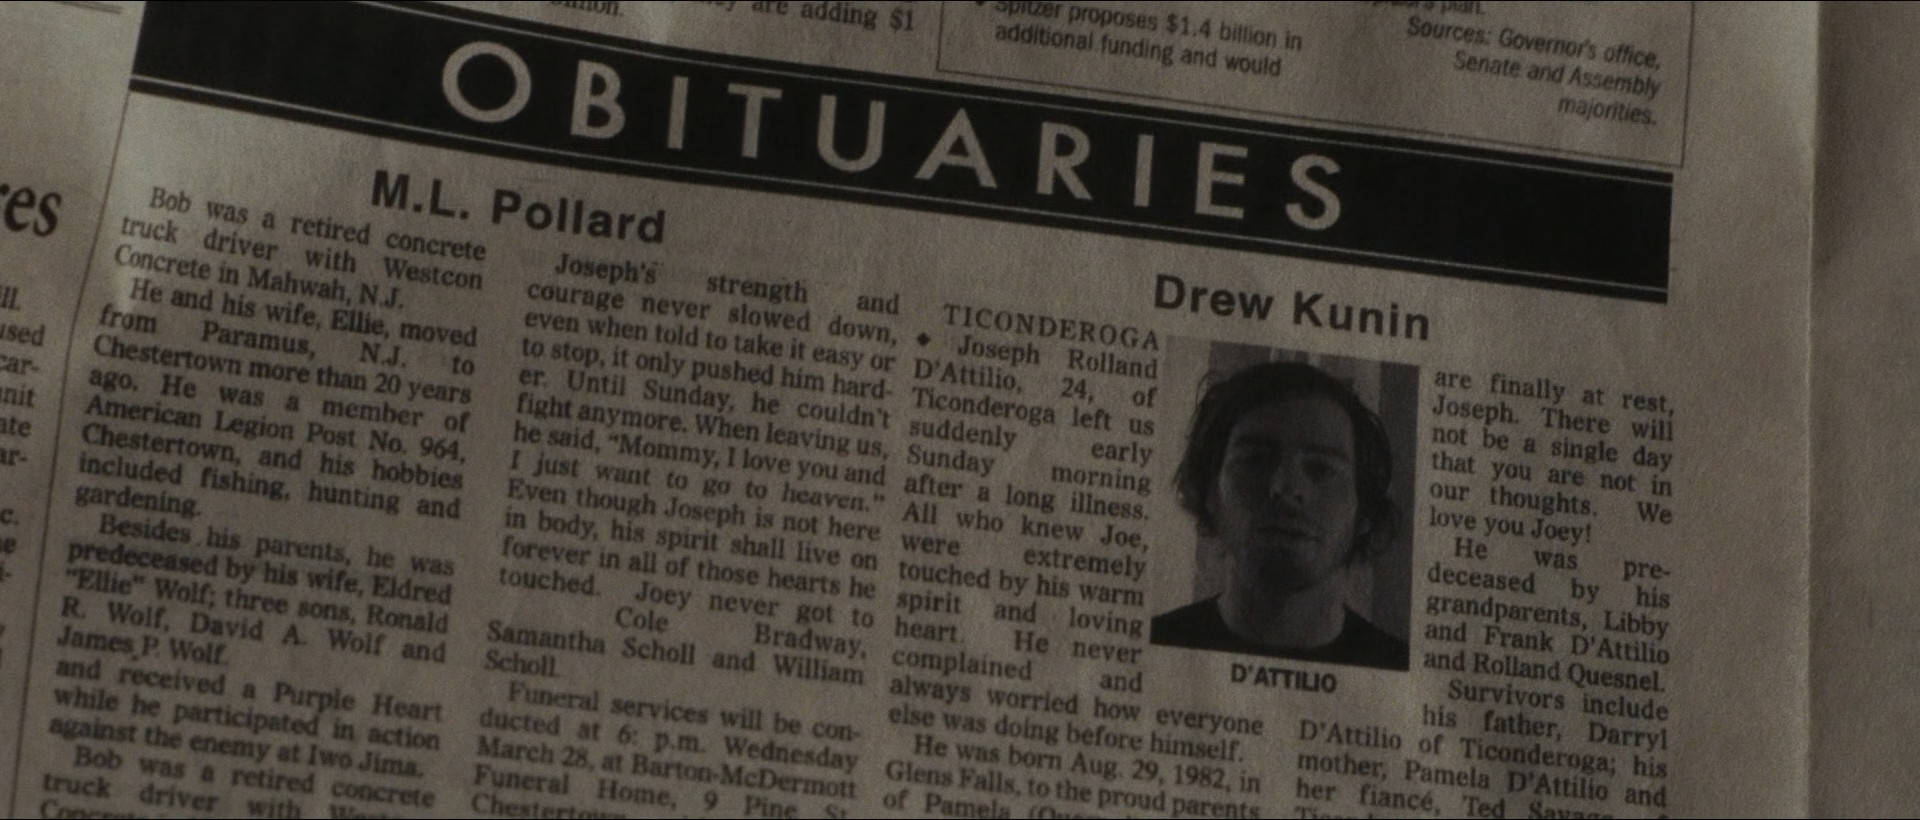 are adding $1
Spitzer proposes $1.4 billion in
additional funding and would
Sources: Governor's office,
Senate and Assembly
majorities.
OBITUARIES
res
ill.
used
car-
unit
ate
ar-
c.
M.L. Pollard
Bob was a retired concrete
truck driver with Westcon
Concrete in Mahwah, N.J.
He and his wife, Ellie, moved
from Paramus, N.J. to
Chestertown more than 20 years
ago. He was a member of
American Legion Post No. 964,
Chestertown, and his hobbies
included fishing, hunting and
gardening.
Besides his parents, he was
predeceased by his wife, Eldred
"Ellie" Wolf; three sons, Ronald
R. Wolf, David A. Wolf and
James P. Wolf.
and received a Purple Heart
while he participated in action
against the enemy at Iwo Jima.
Bob was a retired concrete
truck driver with
Joseph's strength and
courage never slowed down,
even when told to take it easy or
to stop, it only pushed him hard-
er. Until Sunday, he couldn't
fight anymore. When leaving us,
he said, "Mommy, I love you and
I just want to go to heaven."
Even though Joseph is not here
in body, his spirit shall live on
forever in all of those hearts he
touched. Joey never got to
Cole Bradway,
Samantha Scholl and William
Scholl.
Funeral services will be con-
ducted at 6: p.m. Wednesday
March 28, at Barton-McDermott
Funeral Home, 9 Pine St.
Drew Kunin
TICONDEROGA
◆ Joseph Rolland
D'Attilio, 24, of
Ticonderoga left us
suddenly early
Sunday morning
after a long illness.
All who knew Joe,
were extremely
touched by his warm
spirit and loving
heart. He never
complained and
always worried how everyone
else was doing before himself.
He was born Aug. 29, 1982, in
Glens Falls, to the proud parents
of Pamela
D'ATTILIO
are finally at rest,
Joseph. There will
not be a single day
that you are not in
our thoughts. We
love you Joey!
He was pre-
deceased by his
grandparents, Libby
and Frank D'Attilio
and Rolland Quesnel.
Survivors include
his father, Darryl
D'Attilio of Ticonderoga; his
mother, Pamela D'Attilio and
her fiancé, Ted